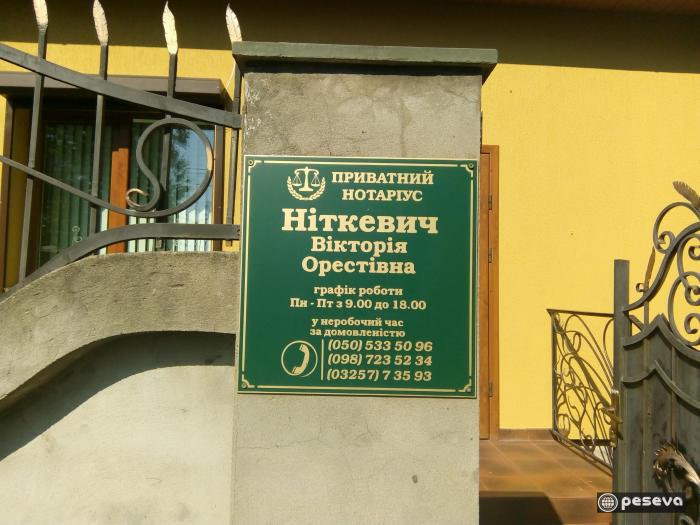 ПРИВАТНИЙ
НОТАРІУС
Ніткевич
Вікторія
Орестівна
графік роботи
Пн - Пт з 9.00 до 18.00
у неробочий час
за домовленістю
(050) 533 50 96
(098) 723 52 34
(03257) 7 35 93
peseva